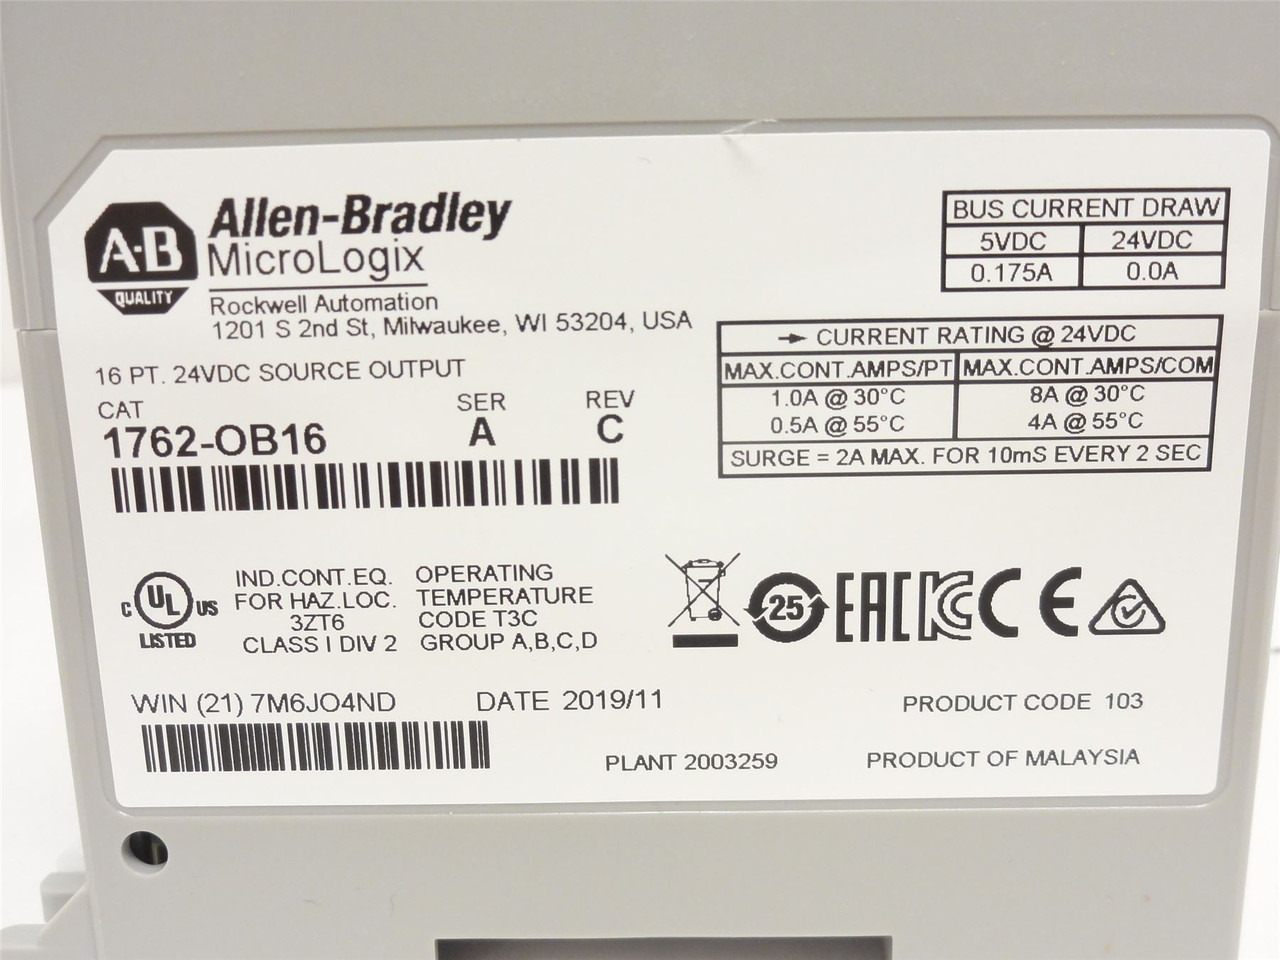 A-B
QUALITY
Allen-Bradley
MicroLogix
Rockwell Automation
1201 S 2nd St, Milwaukee, WI 53204, USA
16 PT. 24VDC SOURCE OUTPUT
CAT SER REV
1762-OB16 A C
BUS CURRENT DRAW
5VDC 24VDC
0.175A 0.0A
→ CURRENT RATING @ 24VDC
MAX.CONT.AMPS/PT MAX.CONT.AMPS/COM
1.0A @ 30°C 8A @ 30°C
0.5A @ 55°C 4A @ 55°C
SURGE = 2A MAX. FOR 10mS EVERY 2 SEC
C UL US
LISTED
IND.CONT.EQ.
FOR HAZ.LOC.
3ZT6
CLASS I DIV 2
OPERATING
TEMPERATURE
CODE T3C
GROUP A,B,C,D
25 EAC KC CE
WIN (21) 7M6JO4ND DATE 2019/11
PRODUCT CODE 103
PLANT 2003259
PRODUCT OF MALAYSIA